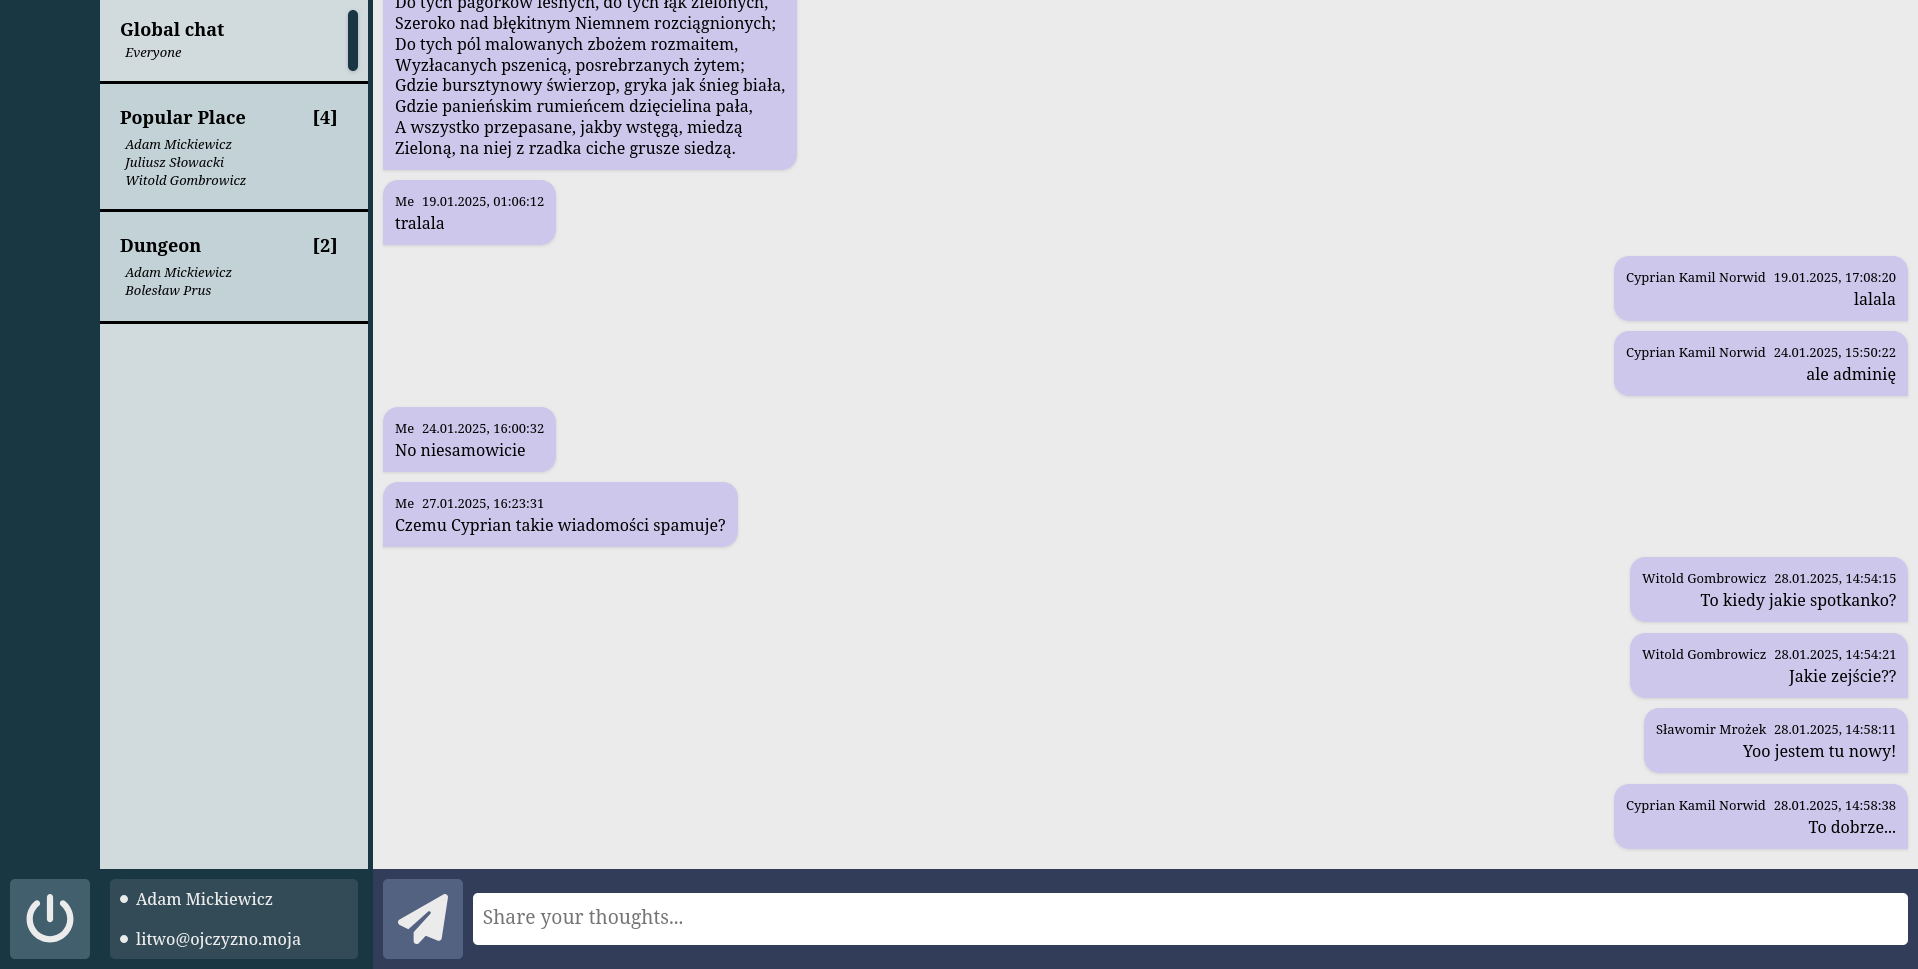 Global chat
Everyone
Popular Place [4]
Adam Mickiewicz
Juliusz Słowacki
Witold Gombrowicz
Dungeon [2]
Adam Mickiewicz
Bolesław Prus
Do tych pagórków leśnych, do tych łąk zielonych,
Szeroko nad błękitnym Niemnem rozciągnionych;
Do tych pól malowanych zbożem rozmaitem,
Wyzłacanych pszenicą, posrebrzanych żytem;
Gdzie bursztynowy świerzop, gryka jak śnieg biała,
Gdzie panieńskim rumieńcem dzięcielina pała,
A wszystko przepasane, jakby wstęgą, miedzą
Zieloną, na niej z rzadka ciche grusze siedzą.
Me 19.01.2025, 01:06:12
tralala
Cyprian Kamil Norwid 19.01.2025, 17:08:20
lalala
Cyprian Kamil Norwid 24.01.2025, 15:50:22
ale adminię
Me 24.01.2025, 16:00:32
No niesamowicie
Me 27.01.2025, 16:23:31
Czemu Cyprian takie wiadomości spamuje?
Witold Gombrowicz 28.01.2025, 14:54:15
To kiedy jakie spotkanko?
Witold Gombrowicz 28.01.2025, 14:54:21
Jakie zejście??
Sławomir Mrożek 28.01.2025, 14:58:11
Yoo jestem tu nowy!
Cyprian Kamil Norwid 28.01.2025, 14:58:38
To dobrze...
Adam Mickiewicz
litwo@ojczyzno.moja
Share your thoughts...